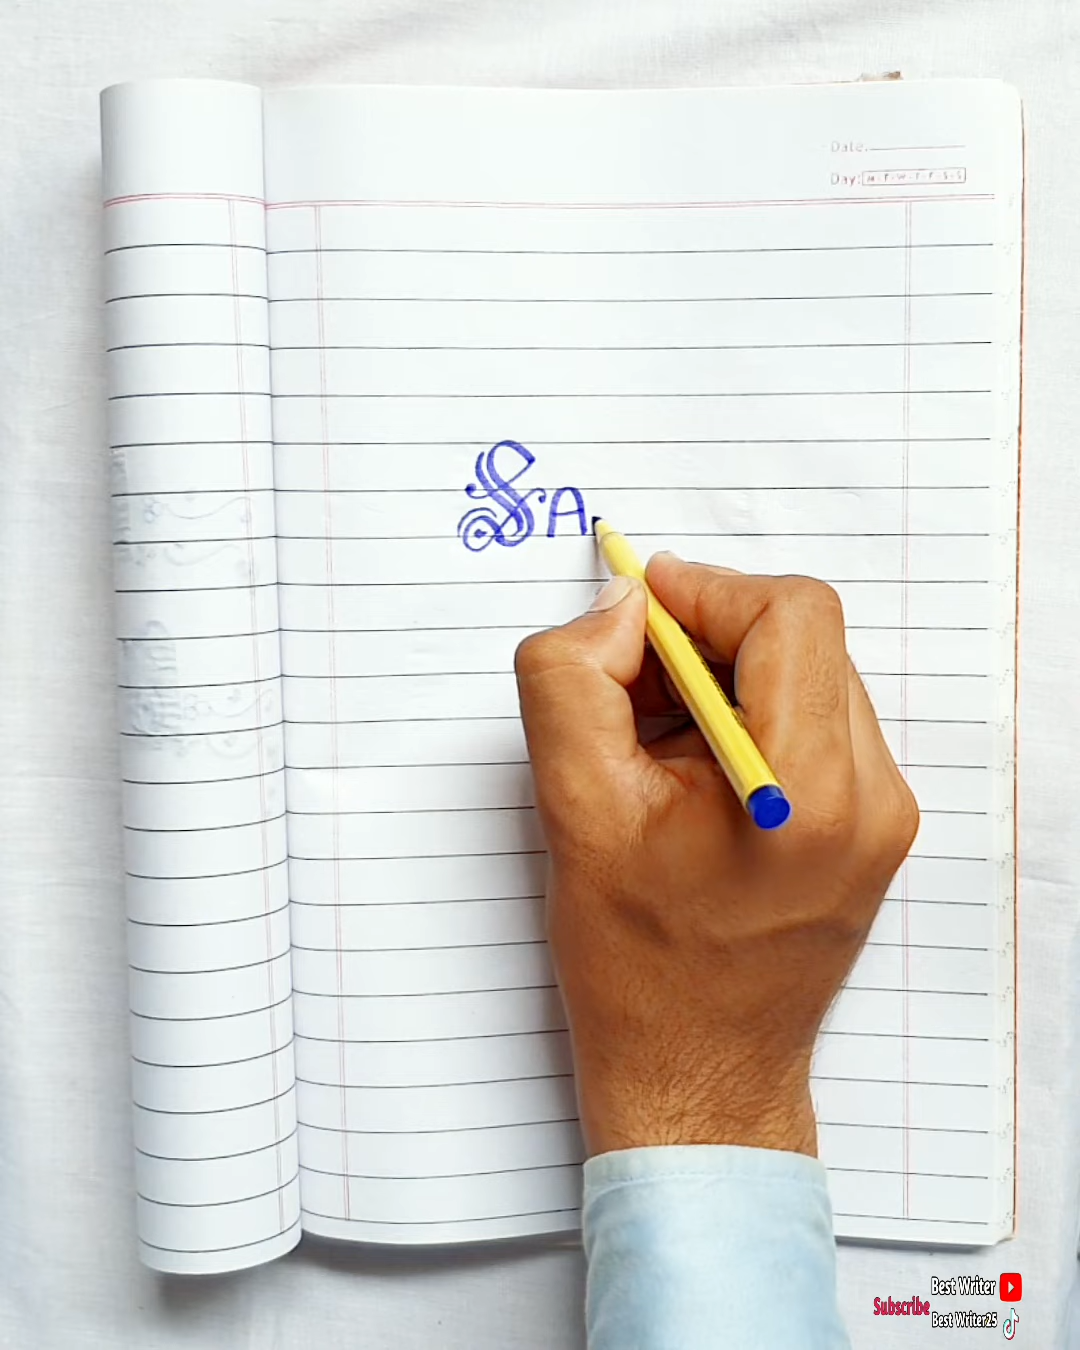 Date.
Day: M T W T F S S
SA
Best Writer
Subscribe
Best Writer25